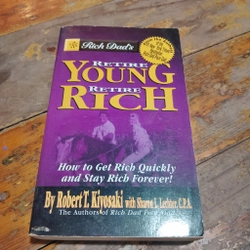 Rich Dad's
RETIRE
YOUNG
RETIRE
RICH
How to Get Rich Quickly
and Stay Rich Forever!
By Robert T. Kiyosaki with Sharon L. Lechter, C.P.A.
The Authors of Rich Dad Poor Dad